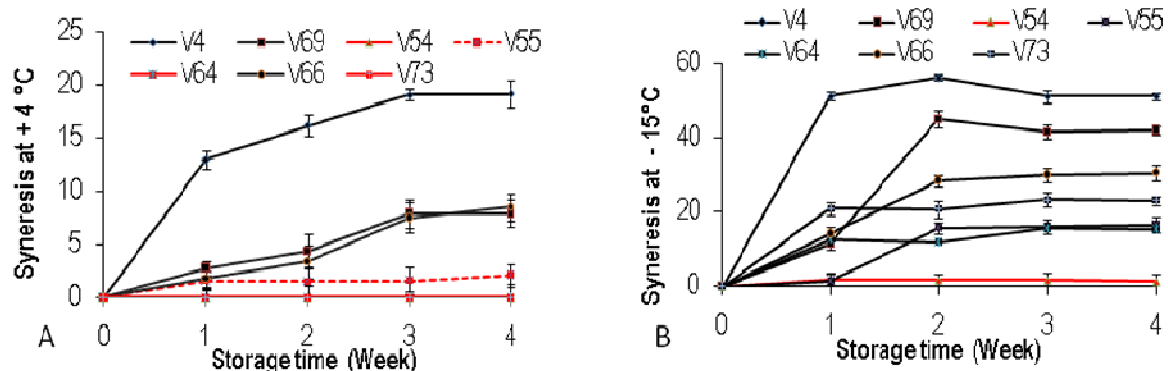 Syneresis at + 4 °C
25
20
15
10
5
0
V4 V69 V54 V55
V64 V66 V73
0 1 2 3 4
Storage time (Week)
A
Syneresis at - 15°C
60
40
20
0
V4 V69 V54 V55
V64 V66 V73
0 1 2 3 4
Storage time (Week)
B